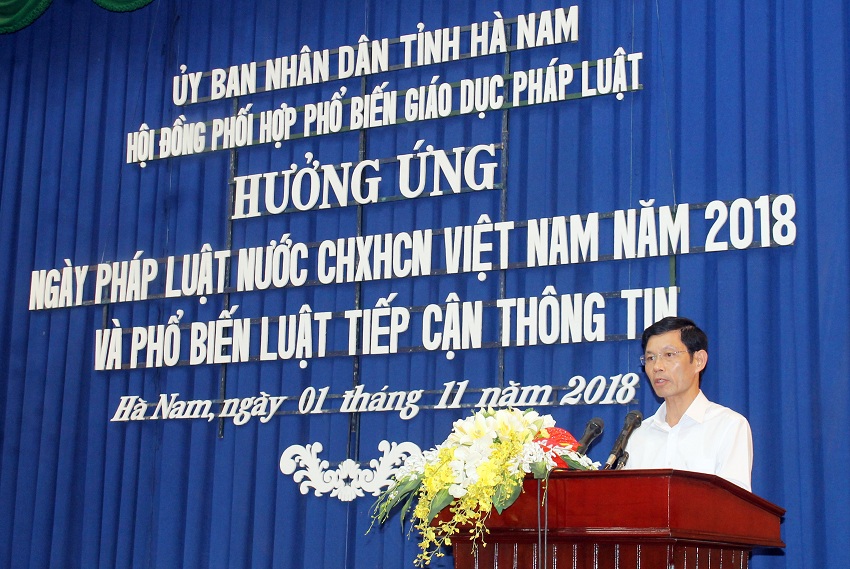 ỦY BAN NHÂN DÂN TỈNH HÀ NAM
HỘI ĐỒNG PHỐI HỢP PHỔ BIẾN GIÁO DỤC PHÁP LUẬT
HƯỞNG ỨNG
NGÀY PHÁP LUẬT NƯỚC CHXHCN VIỆT NAM NĂM 2018
VÀ PHỔ BIẾN LUẬT TIẾP CẬN THÔNG TIN
Hà Nam, ngày 01 tháng 11 năm 2018